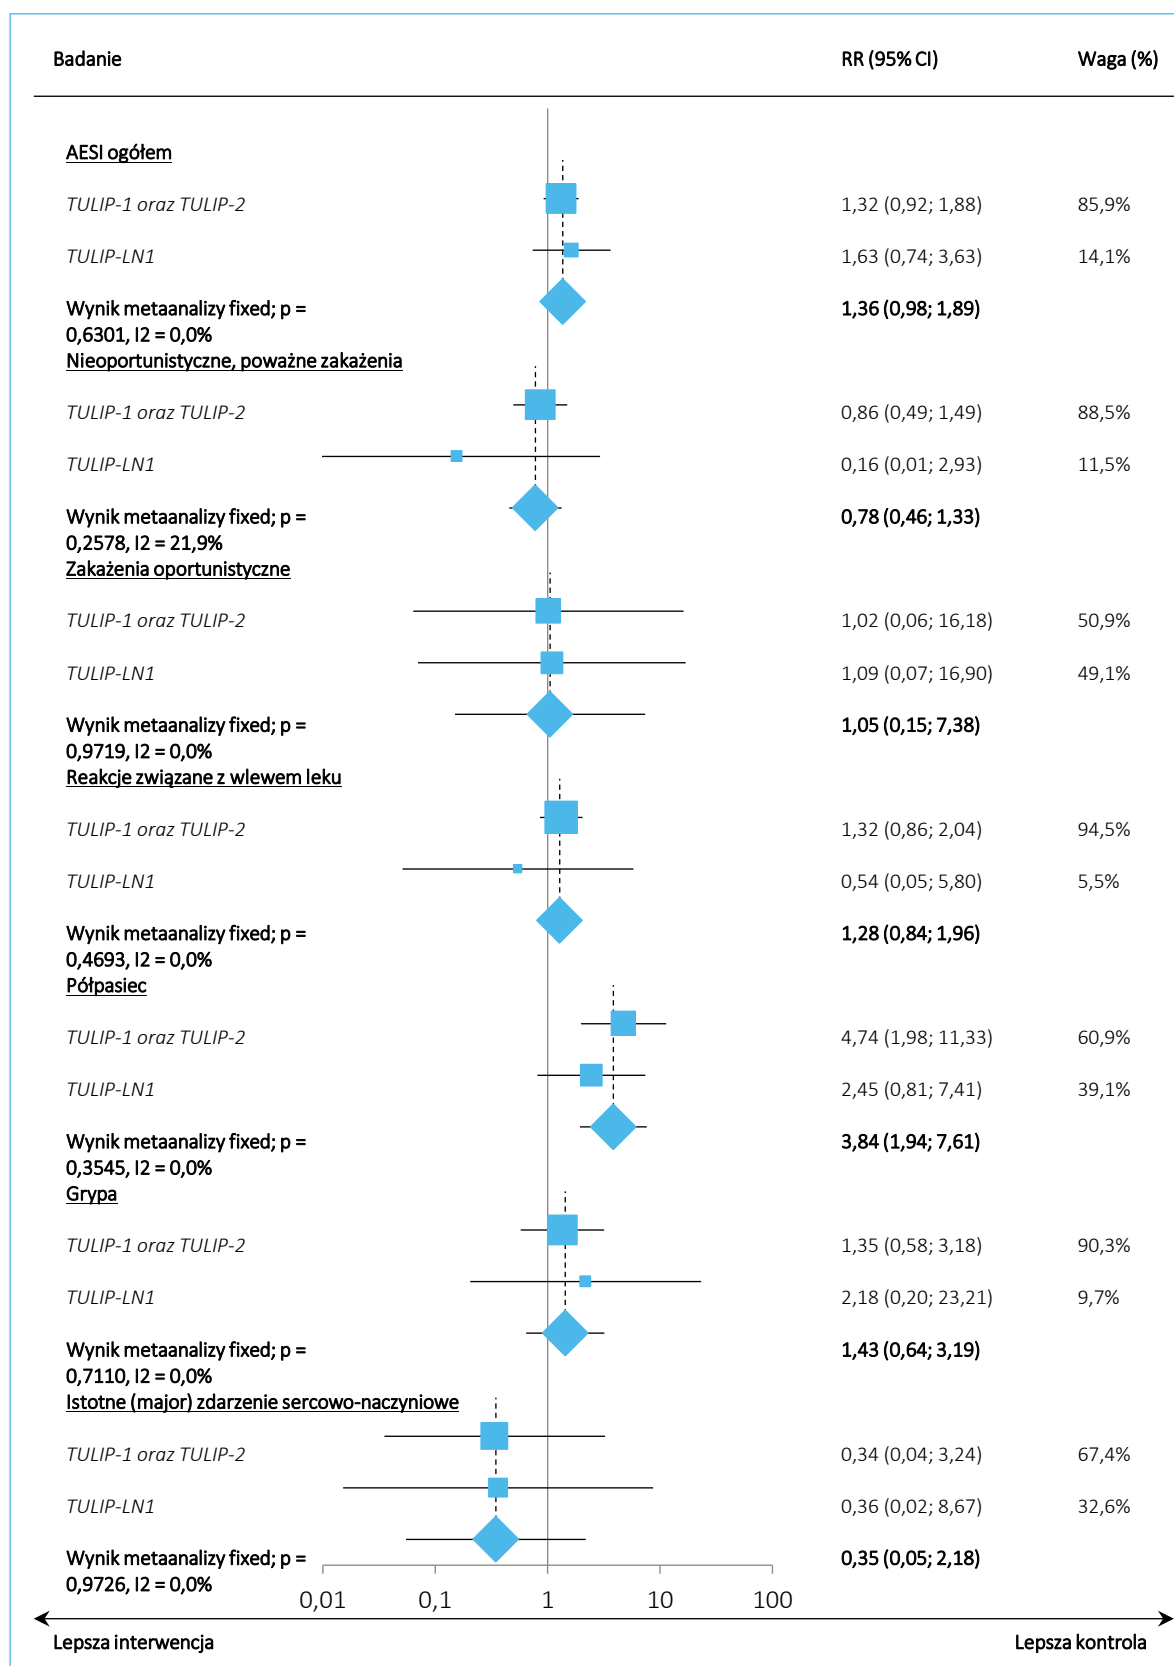 Badanie RR (95% CI) Waga (%)
AESI ogółem
TULIP-1 oraz TULIP-2 1,32 (0,92; 1,88) 85,9%
TULIP-LN1 1,63 (0,74; 3,63) 14,1%
Wynik metaanalizy fixed; p = 1,36 (0,98; 1,89)
0,6301, I2 = 0,0%
Nieoportunistyczne, poważne zakażenia
TULIP-1 oraz TULIP-2 0,86 (0,49; 1,49) 88,5%
TULIP-LN1 0,16 (0,01; 2,93) 11,5%
Wynik metaanalizy fixed; p = 0,78 (0,46; 1,33)
0,2578, I2 = 21,9%
Zakażenia oportunistyczne
TULIP-1 oraz TULIP-2 1,02 (0,06; 16,18) 50,9%
TULIP-LN1 1,09 (0,07; 16,90) 49,1%
Wynik metaanalizy fixed; p = 1,05 (0,15; 7,38)
0,9719, I2 = 0,0%
Reakcje związane z wlewem leku
TULIP-1 oraz TULIP-2 1,32 (0,86; 2,04) 94,5%
TULIP-LN1 0,54 (0,05; 5,80) 5,5%
Wynik metaanalizy fixed; p = 1,28 (0,84; 1,96)
0,4693, I2 = 0,0%
Półpasiec
TULIP-1 oraz TULIP-2 4,74 (1,98; 11,33) 60,9%
TULIP-LN1 2,45 (0,81; 7,41) 39,1%
Wynik metaanalizy fixed; p = 3,84 (1,94; 7,61)
0,3545, I2 = 0,0%
Grypa
TULIP-1 oraz TULIP-2 1,35 (0,58; 3,18) 90,3%
TULIP-LN1 2,18 (0,20; 23,21) 9,7%
Wynik metaanalizy fixed; p = 1,43 (0,64; 3,19)
0,7110, I2 = 0,0%
Istotne (major) zdarzenie sercowo-naczyniowe
TULIP-1 oraz TULIP-2 0,34 (0,04; 3,24) 67,4%
TULIP-LN1 0,36 (0,02; 8,67) 32,6%
Wynik metaanalizy fixed; p = 0,35 (0,05; 2,18)
0,9726, I2 = 0,0%
0,01 0,1 1 10 100
Lepsza interwencja Lepsza kontrola